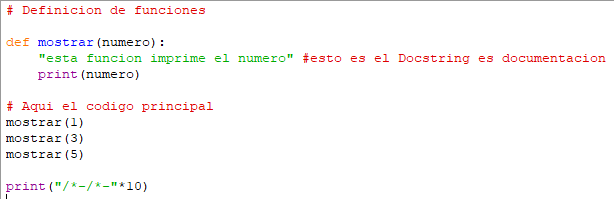 # Definicion de funciones
def mostrar(numero):
    "esta funcion imprime el numero" #esto es el Docstring es documentacion
    print(numero)
# Aqui el codigo principal
mostrar(1)
mostrar(3)
mostrar(5)
print("/*-/*-"*10)